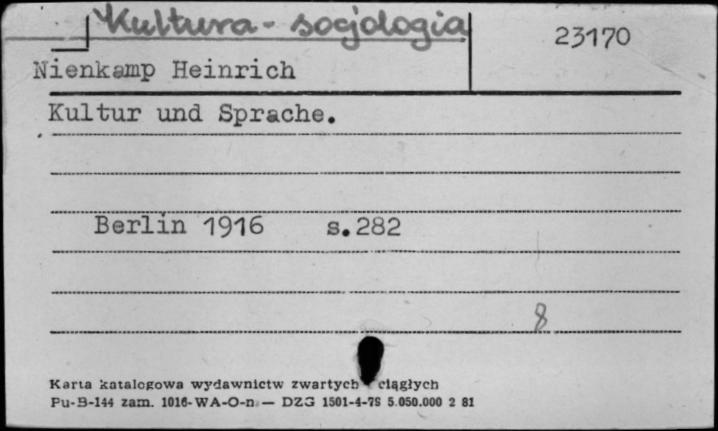 Kultura - socjologia
23170
Nienkamp Heinrich
Kultur und Sprache.
Berlin 1916 s.282
8
Karta katalogowa wydawnictw zwartych ciągłych
Pu-B-144 zam. 1016-WA-O-n — DZG 1501-4-78 5.050.000 2 81